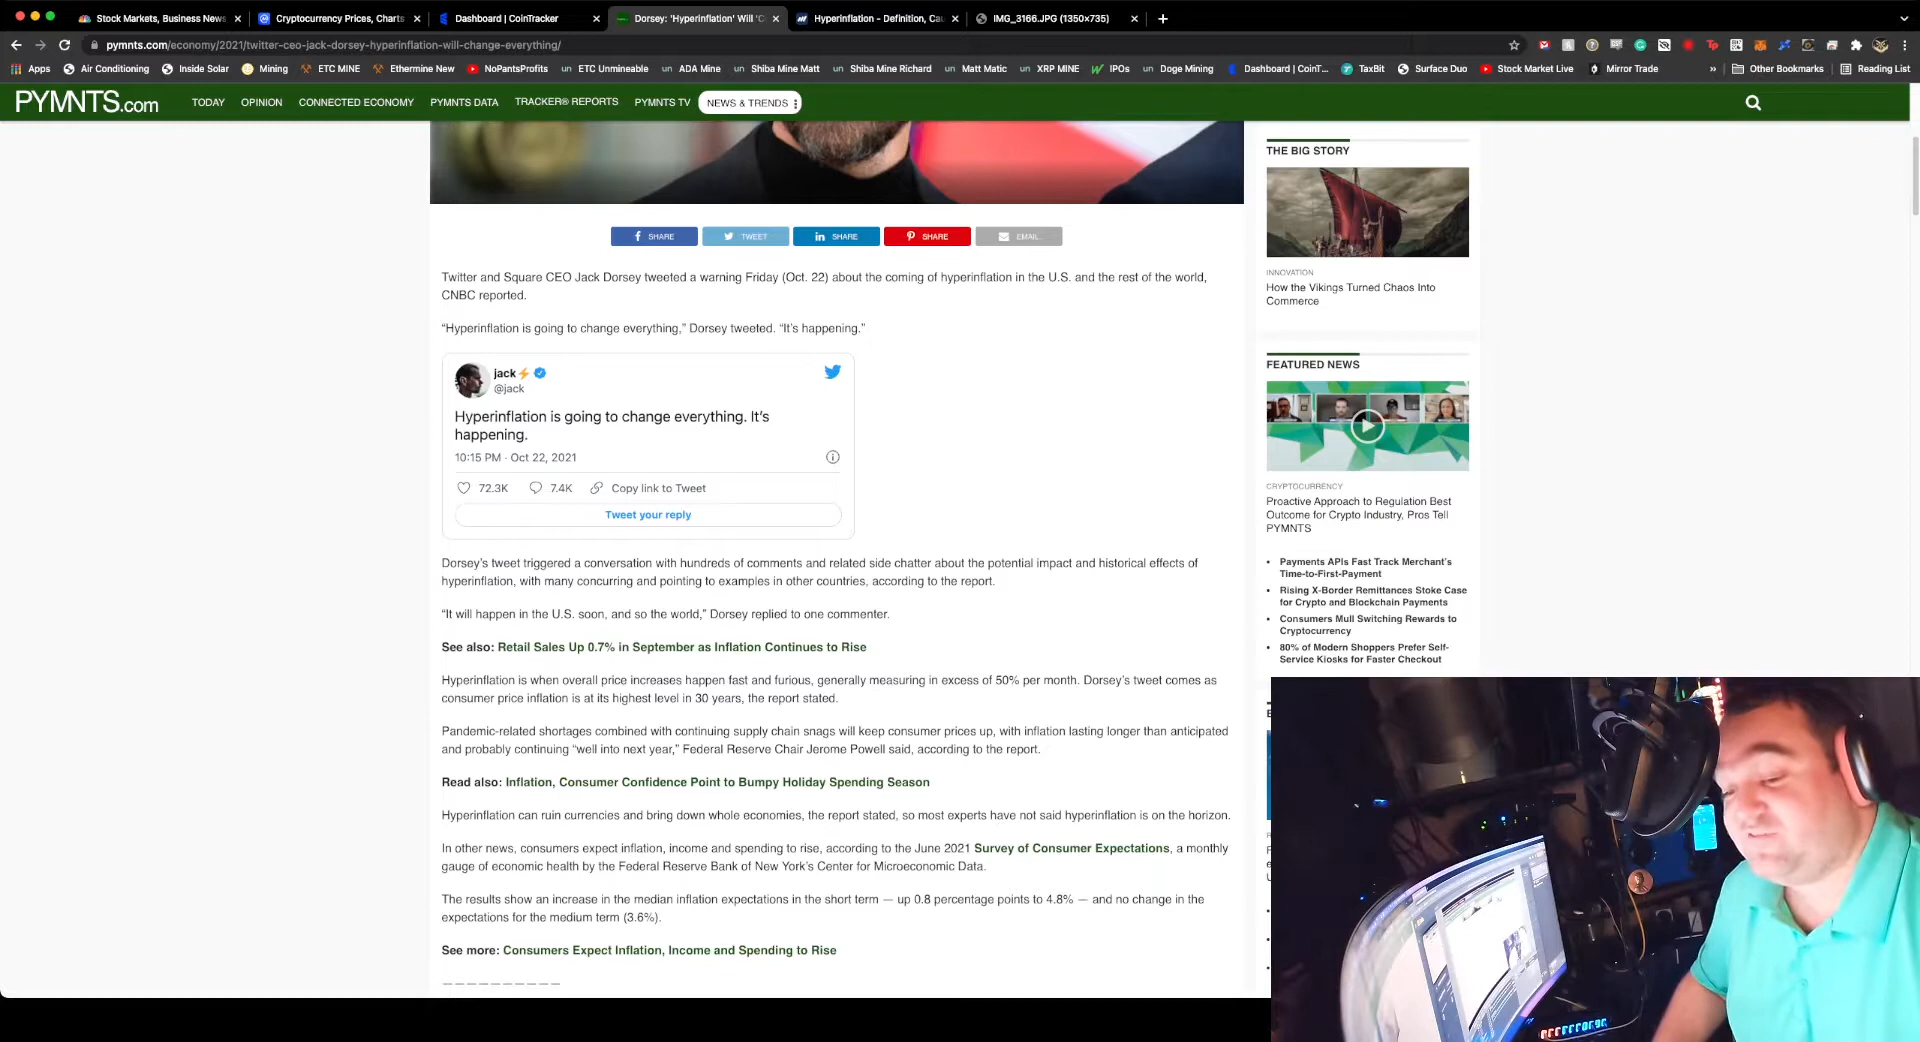 Stock Markets, Business News
Cryptocurrency Prices, Charts
Dashboard | CoinTracker
Dorsey: 'Hyperinflation' Will 'C
Hyperinflation - Definition, Cau
IMG_3166.JPG (1350×735)
pymnts.com/economy/2021/twitter-ceo-jack-dorsey-hyperinflation-will-change-everything/
Apps
Air Conditioning
Inside Solar
Mining
ETC MINE
Ethermine New
NoPantsProfits
ETC Unmineable
ADA Mine
Shiba Mine Matt
Shiba Mine Richard
Matt Matic
XRP MINE
IPOs
Doge Mining
Dashboard | CoinT...
TaxBit
Surface Duo
Stock Market Live
Mirror Trade
Other Bookmarks
Reading List
PYMNTS.com
TODAY
OPINION
CONNECTED ECONOMY
PYMNTS DATA
TRACKER® REPORTS
PYMNTS TV
NEWS & TRENDS
SHARE
TWEET
SHARE
SHARE
EMAIL
Twitter and Square CEO Jack Dorsey tweeted a warning Friday (Oct. 22) about the coming of hyperinflation in the U.S. and the rest of the world,
CNBC reported.
“Hyperinflation is going to change everything,” Dorsey tweeted. “It’s happening.”
jack⚡
@jack
Hyperinflation is going to change everything. It’s
happening.
10:15 PM · Oct 22, 2021
72.3K
7.4K
Copy link to Tweet
Tweet your reply
Dorsey’s tweet triggered a conversation with hundreds of comments and related side chatter about the potential impact and historical effects of
hyperinflation, with many concurring and pointing to examples in other countries, according to the report.
“It will happen in the U.S. soon, and so the world,” Dorsey replied to one commenter.
See also: Retail Sales Up 0.7% in September as Inflation Continues to Rise
Hyperinflation is when overall price increases happen fast and furious, generally measuring in excess of 50% per month. Dorsey’s tweet comes as
consumer price inflation is at its highest level in 30 years, the report stated.
Pandemic-related shortages combined with continuing supply chain snags will keep consumer prices up, with inflation lasting longer than anticipated
and probably continuing “well into next year,” Federal Reserve Chair Jerome Powell said, according to the report.
Read also: Inflation, Consumer Confidence Point to Bumpy Holiday Spending Season
Hyperinflation can ruin currencies and bring down whole economies, the report stated, so most experts have not said hyperinflation is on the horizon.
In other news, consumers expect inflation, income and spending to rise, according to the June 2021 Survey of Consumer Expectations, a monthly
gauge of economic health by the Federal Reserve Bank of New York’s Center for Microeconomic Data.
The results show an increase in the median inflation expectations in the short term — up 0.8 percentage points to 4.8% — and no change in the
expectations for the medium term (3.6%).
See more: Consumers Expect Inflation, Income and Spending to Rise
——————————
THE BIG STORY
INNOVATION
How the Vikings Turned Chaos Into
Commerce
FEATURED NEWS
CRYPTOCURRENCY
Proactive Approach to Regulation Best
Outcome for Crypto Industry, Pros Tell
PYMNTS
Payments APIs Fast Track Merchant’s
Time-to-First-Payment
Rising X-Border Remittances Stoke Case
for Crypto and Blockchain Payments
Consumers Mull Switching Rewards to
Cryptocurrency
80% of Modern Shoppers Prefer Self-
Service Kiosks for Faster Checkout